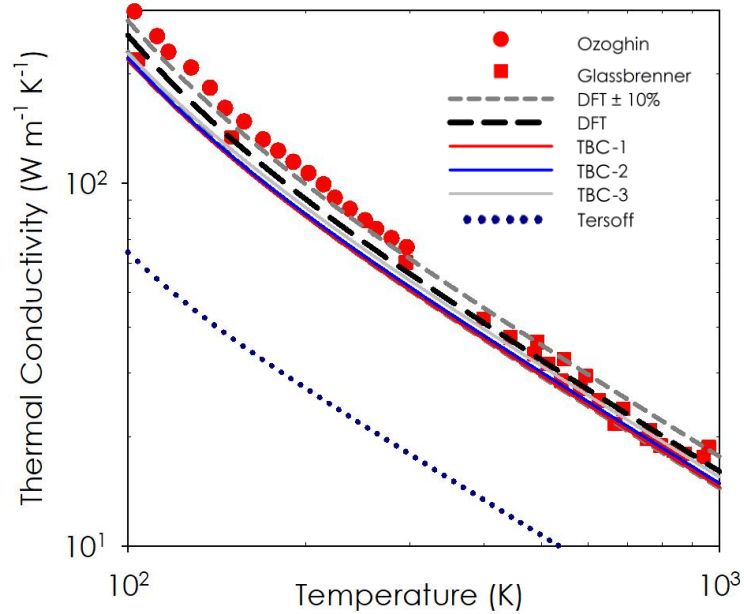 Ozoghin
Glassbrenner
DFT ± 10%
DFT
TBC-1
TBC-2
TBC-3
Tersoff
Thermal Conductivity (W m⁻¹ K⁻¹)
10²
10¹
10²
10³
Temperature (K)